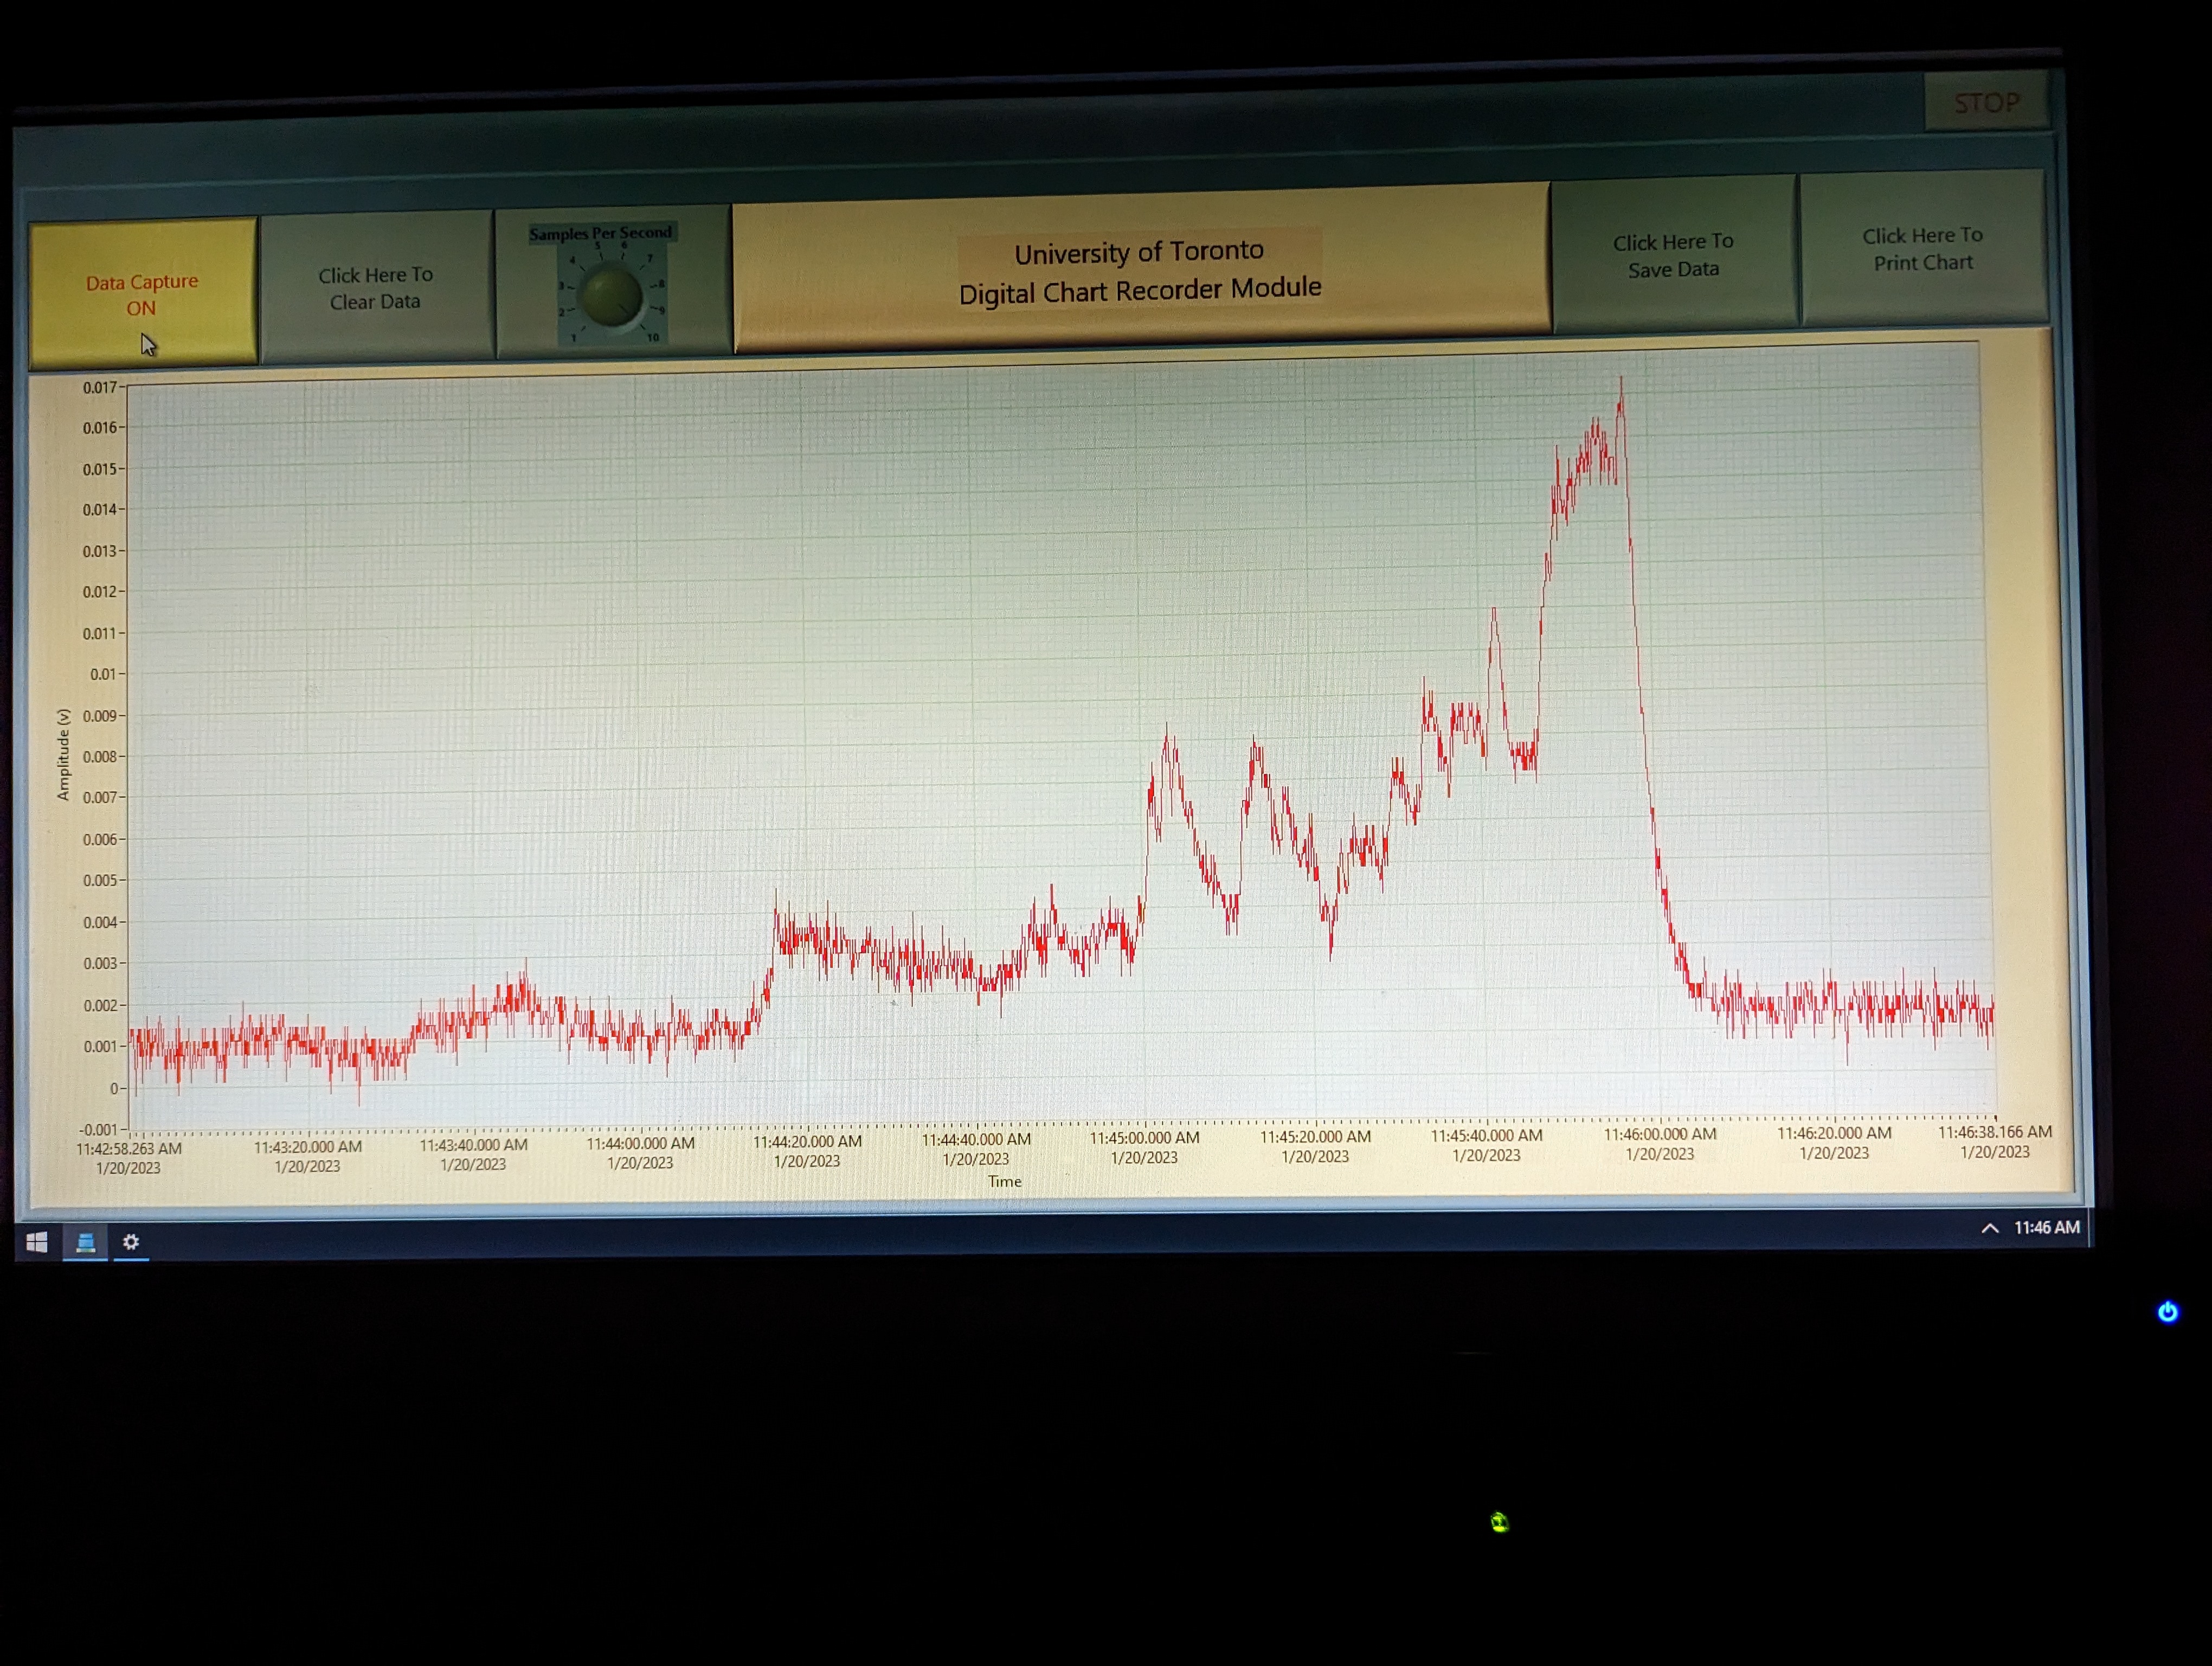 STOP
Data Capture
ON
Click Here To
Clear Data
Samples Per Second
1
2
3
4
5
6
7
8
9
10
University of Toronto
Digital Chart Recorder Module
Click Here To
Save Data
Click Here To
Print Chart
Amplitude (v)
0.017
0.016
0.015
0.014
0.013
0.012
0.011
0.01
0.009
0.008
0.007
0.006
0.005
0.004
0.003
0.002
0.001
0
-0.001
11:42:58.263 AM
1/20/2023
11:43:20.000 AM
1/20/2023
11:43:40.000 AM
1/20/2023
11:44:00.000 AM
1/20/2023
11:44:20.000 AM
1/20/2023
11:44:40.000 AM
1/20/2023
11:45:00.000 AM
1/20/2023
11:45:20.000 AM
1/20/2023
11:45:40.000 AM
1/20/2023
11:46:00.000 AM
1/20/2023
11:46:20.000 AM
1/20/2023
11:46:38.166 AM
1/20/2023
Time
11:46 AM